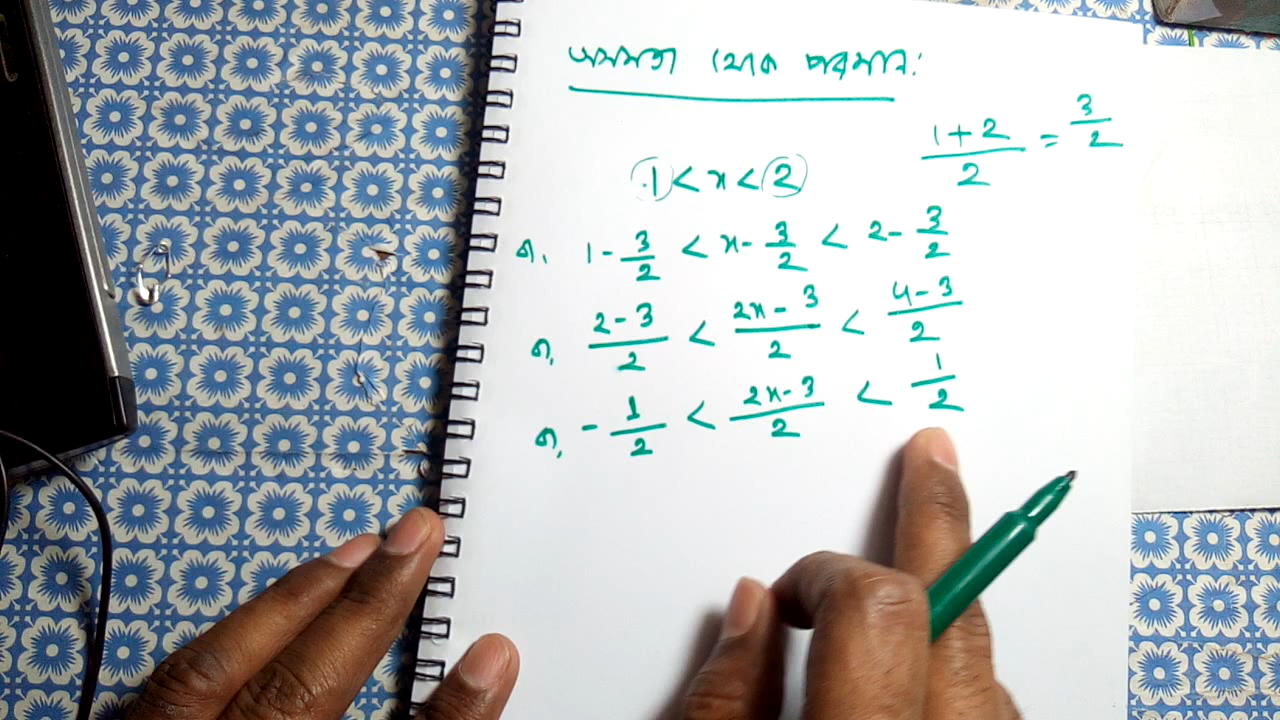 অসমতা থেকে পরমমান:
(1+2)/2 = 3/2
1 < x < 2
বা, 1 - 3/2 < x - 3/2 < 2 - 3/2
বা, (2 - 3)/2 < (2x - 3)/2 < (4 - 3)/2
বা, - 1/2 < (2x - 3)/2 < 1/2